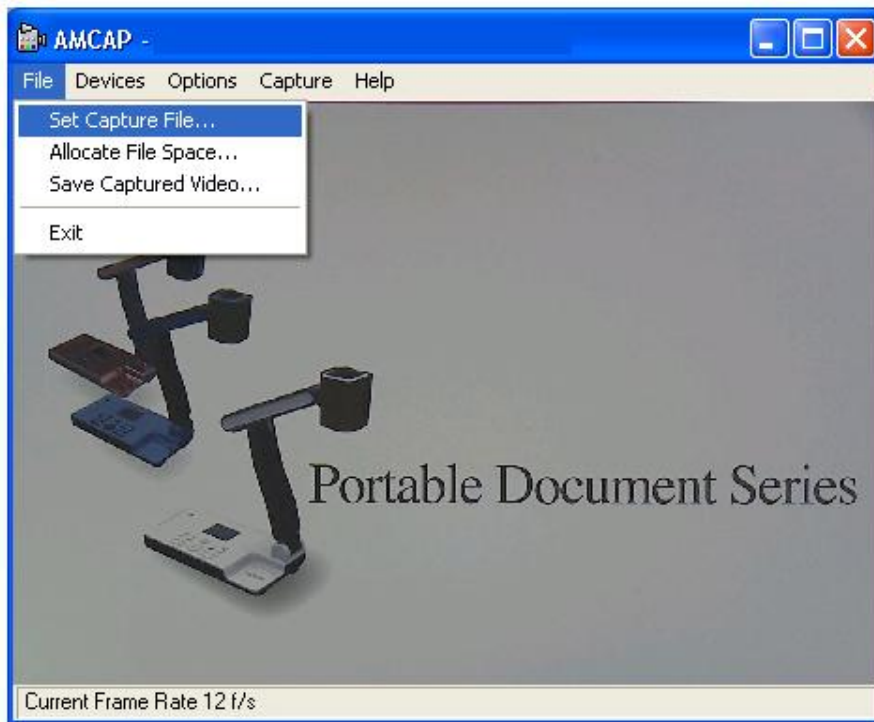 AMCAP -
File Devices Options Capture Help
Set Capture File...
Allocate File Space...
Save Captured Video...
Exit
Portable Document Series
Current Frame Rate 12 f/s